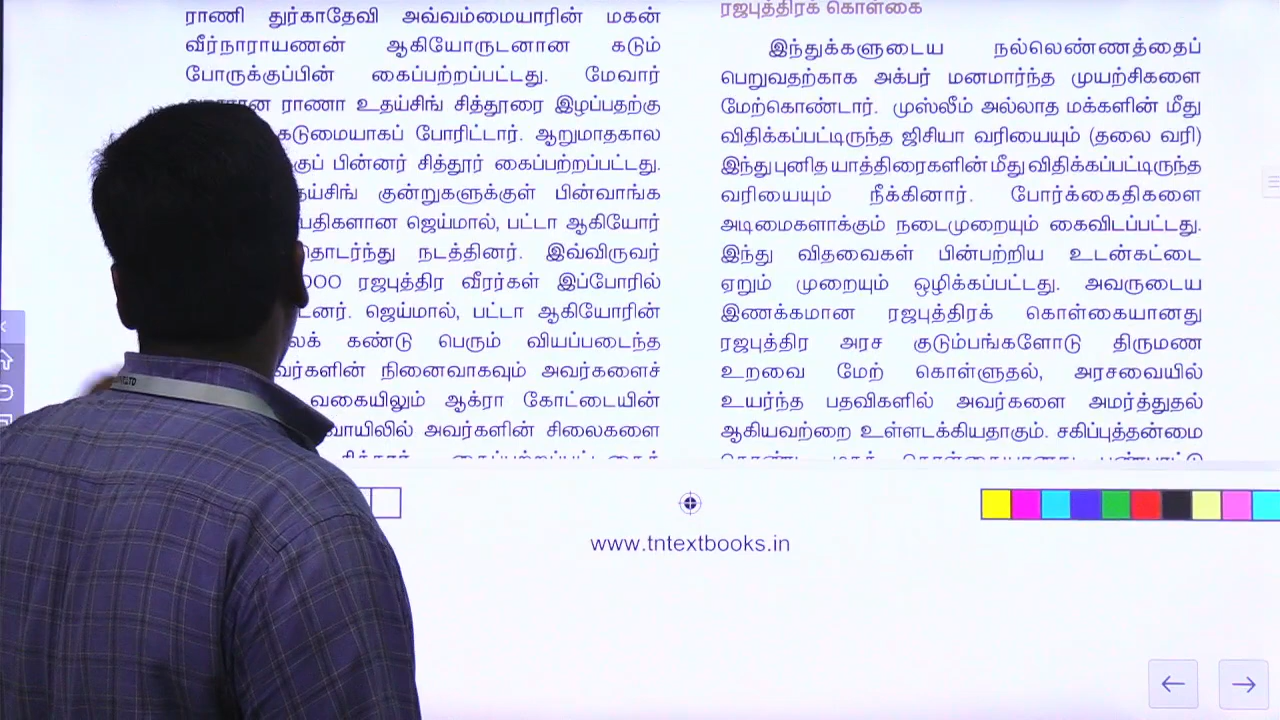 ராணி துர்காதேவி அவ்வம்மையாரின் மகன்
வீர்நாராயணன் ஆகியோருடனான கடும்
போருக்குப்பின் கைப்பற்றப்பட்டது. மேவார்
ராணா உதய்சிங் சித்தூரை இழப்பதற்கு
கடுமையாகப் போரிட்டார். ஆறுமாதகால
பின்னர் சித்தூர் கைப்பற்றப்பட்டது.
குன்றுகளுக்குள் பின்வாங்க
ஜெய்மால், பட்டா ஆகியோர்
நடத்தினர். இவ்விருவர்
ரஜபுத்திர வீரர்கள் இப்போரில்
ஜெய்மால், பட்டா ஆகியோரின்
கண்டு பெரும் வியப்படைந்த
நினைவாகவும் அவர்களைச்
வகையிலும் ஆக்ரா கோட்டையின்
அவர்களின் சிலைகளை
ரஜபுத்திரக் கொள்கை
இந்துக்களுடைய நல்லெண்ணத்தைப்
பெறுவதற்காக அக்பர் மனமார்ந்த முயற்சிகளை
மேற்கொண்டார். முஸ்லீம் அல்லாத மக்களின் மீது
விதிக்கப்பட்டிருந்த ஜிசியா வரியையும் (தலை வரி)
இந்து புனித யாத்திரைகளின் மீது விதிக்கப்பட்டிருந்த
வரியையும் நீக்கினார். போர்க்கைதிகளை
அடிமைகளாக்கும் நடைமுறையும் கைவிடப்பட்டது.
இந்து விதவைகள் பின்பற்றிய உடன்கட்டை
ஏறும் முறையும் ஒழிக்கப்பட்டது. அவருடைய
இணக்கமான ரஜபுத்திரக் கொள்கையானது
ரஜபுத்திர அரச குடும்பங்களோடு திருமண
உறவை மேற் கொள்ளுதல், அரசவையில்
உயர்ந்த பதவிகளில் அவர்களை அமர்த்துதல்
ஆகியவற்றை உள்ளடக்கியதாகும். சகிப்புத்தன்மை
www.tntextbooks.in